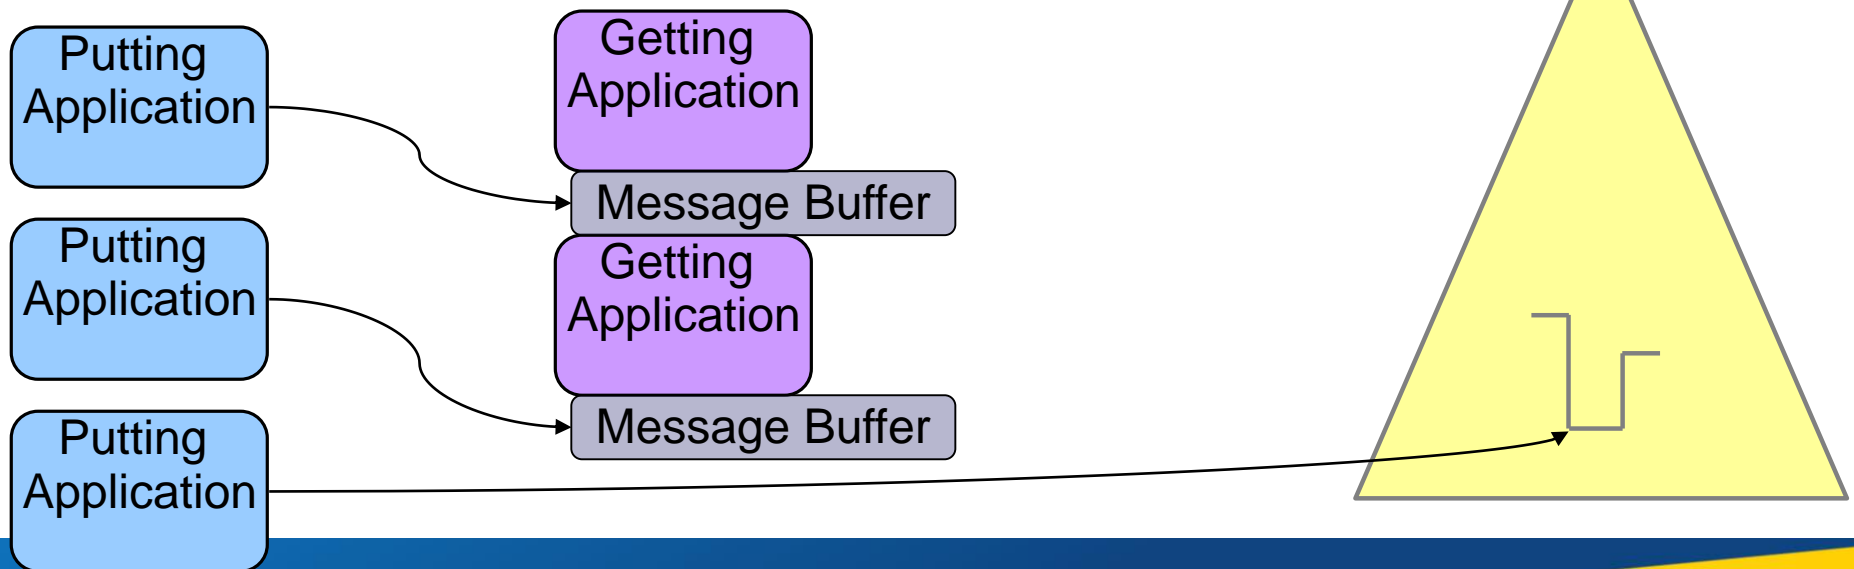 Putting
Application
Getting
Application
Message Buffer
Putting
Application
Getting
Application
Message Buffer
Putting
Application